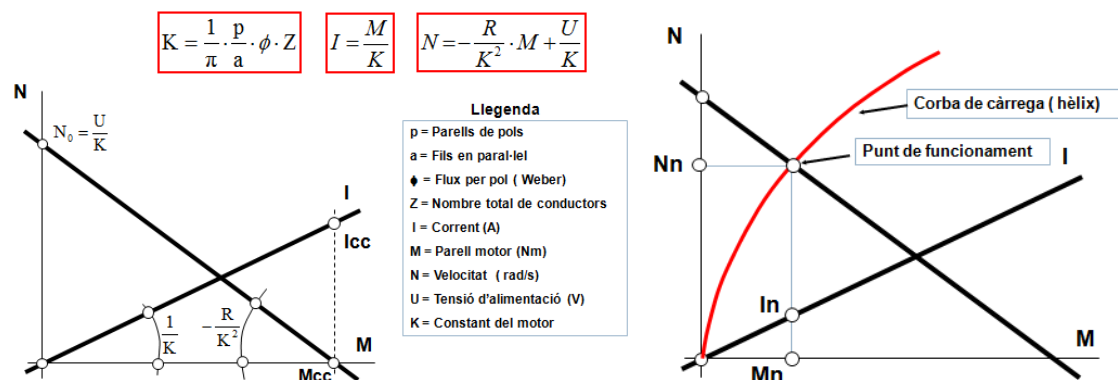 K = 1/π · p/a · ϕ · Z
I = M/K
N = − R/K² · M + U/K
N
N₀ = U/K
I
Icc
1/K
− R/K²
M
Mcc
Llegenda
p = Parells de pols
a = Fils en paral·lel
ϕ = Flux per pol ( Weber)
Z = Nombre total de conductors
I = Corrent (A)
M = Parell motor (Nm)
N = Velocitat ( rad/s)
U = Tensió d'alimentació (V)
K = Constant del motor
N
Corba de càrrega ( hèlix)
Punt de funcionament
Nn
I
In
M
Mn